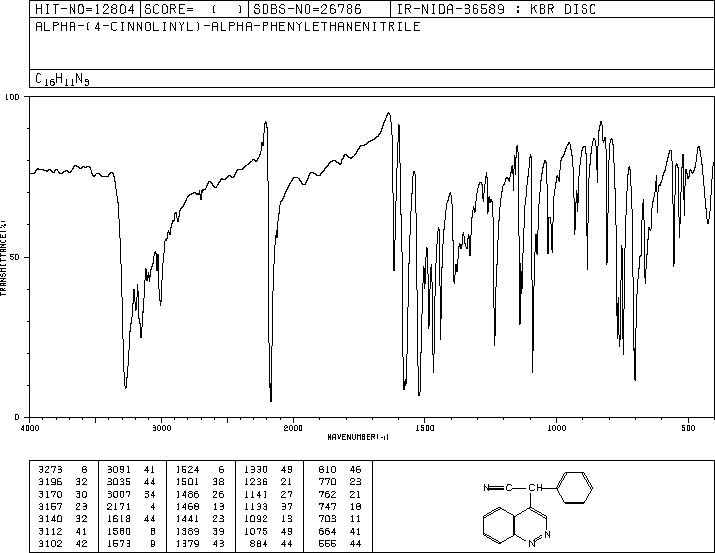 HIT-NO=12804 SCORE= ( ) SDBS-NO=26786 IR-NIDA-36589 : KBR DISC
ALPHA-(4-CINNOLINYL)-ALPHA-PHENYLETHANENITRILE
C16H11N3
100
50
0
TRANSMITTANCE(%)
4000 3000 2000 1500 1000 500
WAVENUMBER(-1)
3273 8 3091 41 1524 6 1330 49 810 46
3196 32 3035 44 1501 38 1236 21 770 23
3170 30 3007 34 1486 26 1141 27 762 21
3157 23 2171 4 1468 13 1133 37 747 18
3140 32 1618 44 1441 23 1092 13 703 11
3112 41 1580 8 1389 39 1075 49 664 41
3102 42 1573 9 1379 43 884 44 555 44
N C CH
N
N